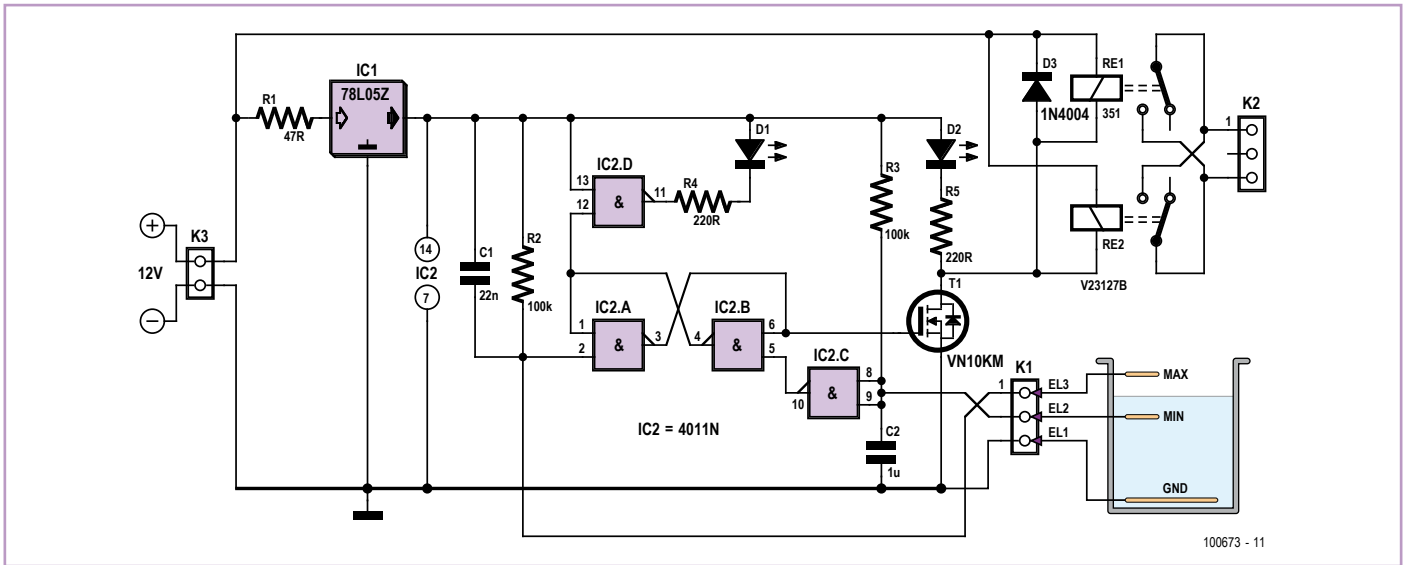 IC1
78L05Z
R1
47R
D3
1N4004
RE1
351
K2
1
D1
D2
IC2.D
13
12
&
11
R4
220R
R3
100k
R5
220R
RE2
V23127B
K3
12V
+
–
14
IC2
7
C1
22n
R2
100k
IC2.A
1
2
&
3
IC2.B
4
&
6
5
IC2.C
&
8
9
10
T1
VN10KM
IC2 = 4011N
C2
1u
K1
1
EL3
EL2
EL1
MAX
MIN
GND
100673 - 11